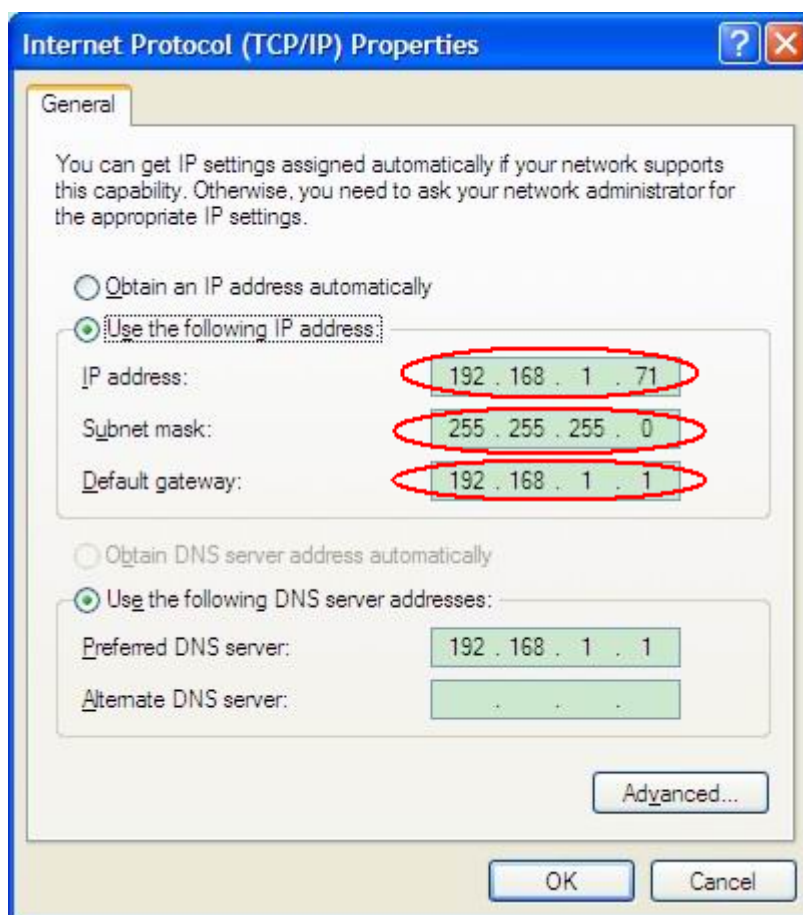 Internet Protocol (TCP/IP) Properties
General
You can get IP settings assigned automatically if your network supports
this capability. Otherwise, you need to ask your network administrator for
the appropriate IP settings.
Obtain an IP address automatically
Use the following IP address:
IP address: 192 . 168 . 1 . 71
Subnet mask: 255 . 255 . 255 . 0
Default gateway: 192 . 168 . 1 . 1
Obtain DNS server address automatically
Use the following DNS server addresses:
Preferred DNS server: 192 . 168 . 1 . 1
Alternate DNS server: . . .
Advanced...
OK Cancel